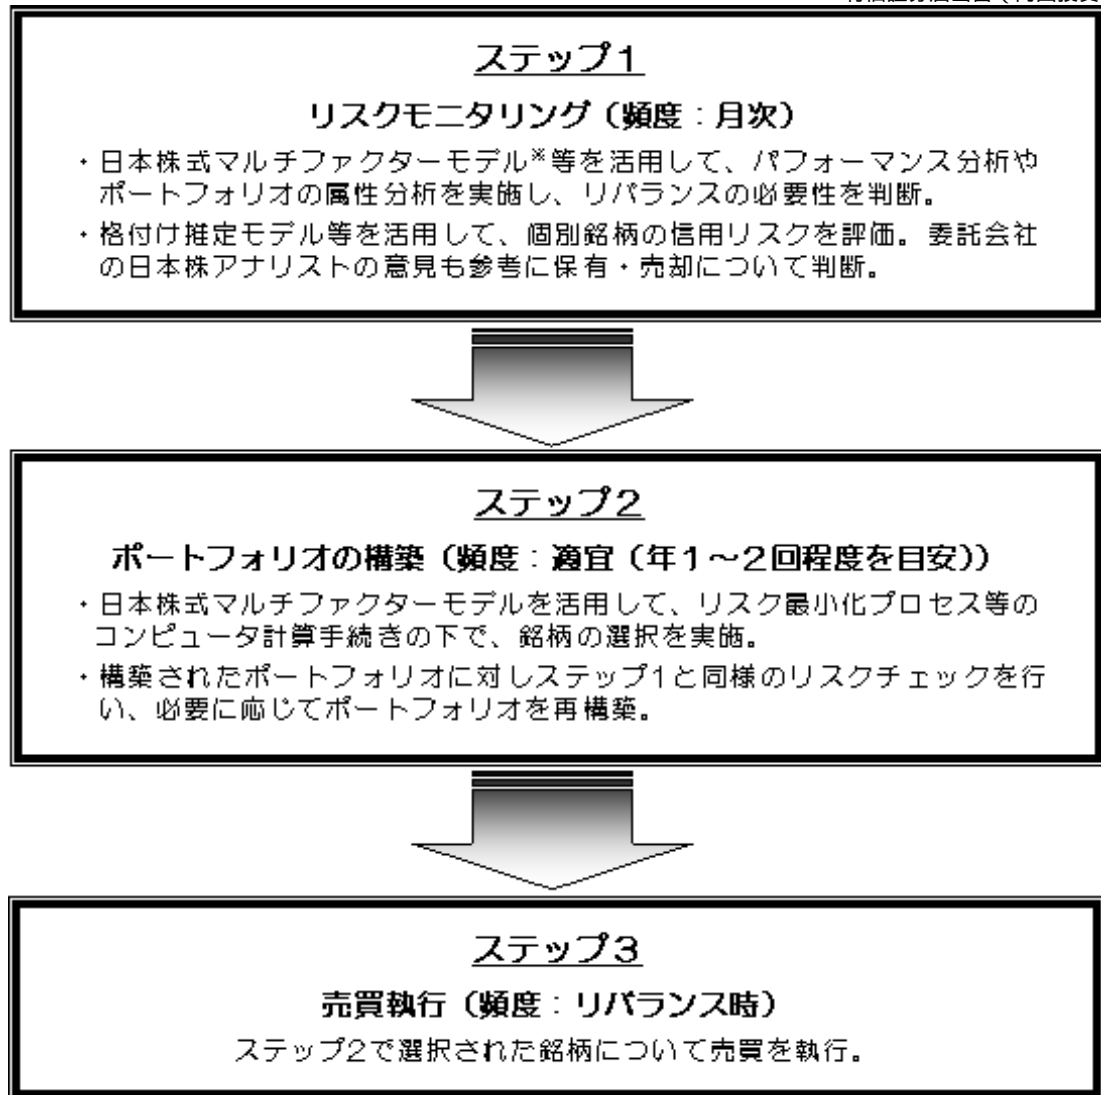 ステップ1
リスクモニタリング(頻度:月次)
・日本株式マルチファクターモデル※等を活用して、パフォーマンス分析や
ポートフォリオの属性分析を実施し、リバランスの必要性を判断。
・格付け推定モデル等を活用して、個別銘柄の信用リスクを評価。委託会社
の日本株アナリストの意見も参考に保有・売却について判断。
ステップ2
ポートフォリオの構築(頻度:適宜(年1~2回程度を目安))
・日本株式マルチファクターモデルを活用して、リスク最小化プロセス等の
コンピュータ計算手続きの下で、銘柄の選択を実施。
・構築されたポートフォリオに対しステップ1と同様のリスクチェックを行
い、必要に応じてポートフォリオを再構築。
ステップ3
売買執行(頻度:リバランス時)
ステップ2で選択された銘柄について売買を執行。